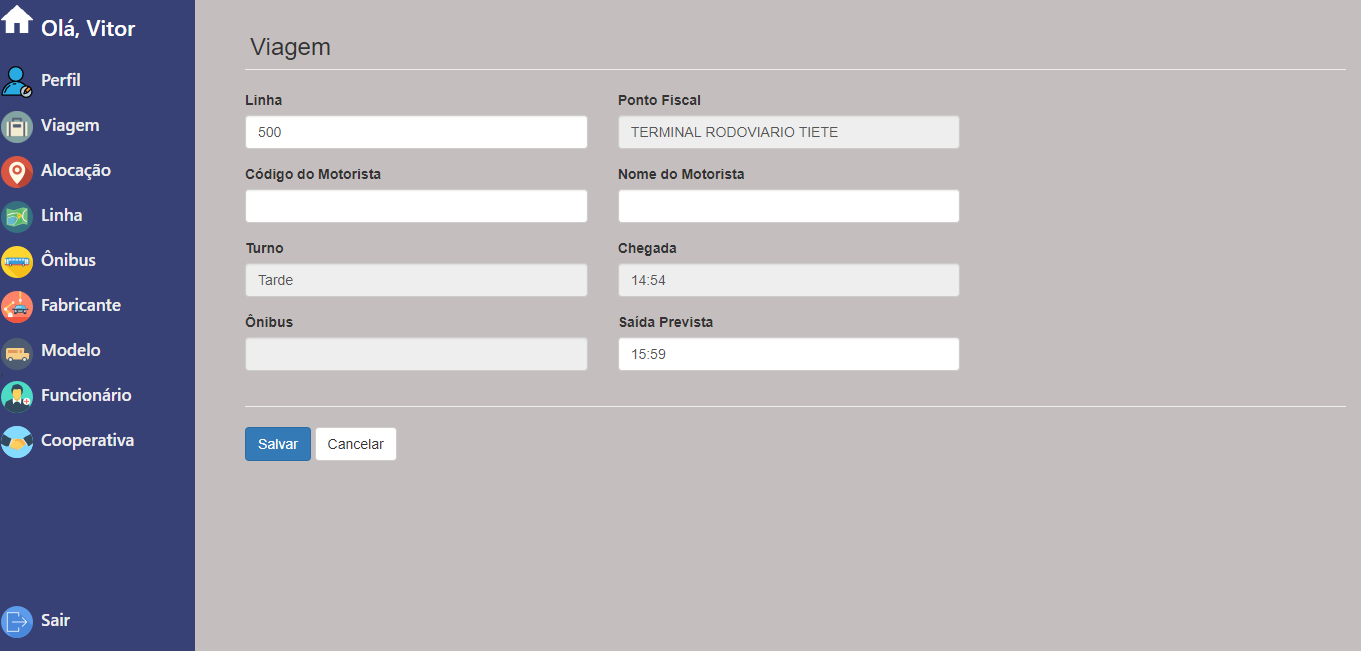 Olá, Vitor
Perfil
Viagem
Alocação
Linha
Ônibus
Fabricante
Modelo
Funcionário
Cooperativa
Sair
Viagem
Linha
Ponto Fiscal
500
TERMINAL RODOVIARIO TIETE
Código do Motorista
Nome do Motorista
Turno
Chegada
Tarde
14:54
Ônibus
Saída Prevista
15:59
Salvar
Cancelar